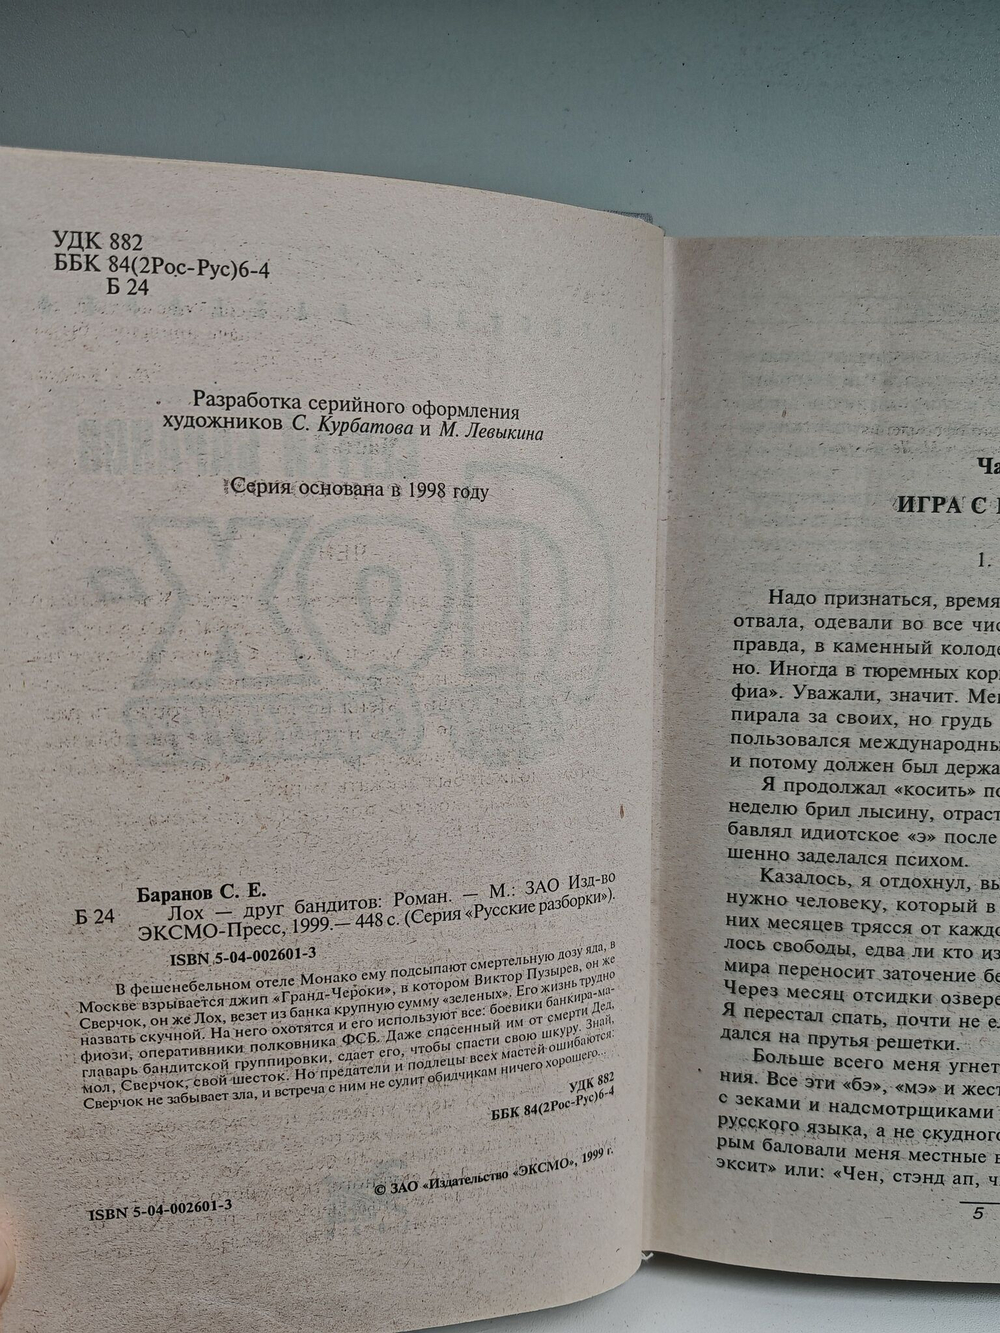 УДК 882
ББК 84(2Рос-Рус)6-4
Б 24
Разработка серийного оформления
художников С. Курбатова и М. Левыкина
Серия основана в 1998 году
Баранов С. Е.
Б 24 Лох — друг бандитов: Роман. — М.: ЗАО Изд-во
ЭКСМО-Пресс, 1999.— 448 с. (Серия «Русские разборки»).
ISBN 5-04-002601-3
В фешенебельном отеле Монако ему подсыпают смертельную дозу яда, в
Москве взрывается джип «Гранд-Чероки», в котором Виктор Пузырев, он же
Сверчок, он же Лох, везет из банка крупную сумму «зеленых». Его жизнь трудно
назвать скучной. На него охотятся и его используют все: боевики банкира-ма-
фиози, оперативники полковника ФСБ. Даже спасенный им от смерти Дед,
главарь бандитской группировки, сдает его, чтобы спасти свою шкуру. Знай,
мол, Сверчок, свой шесток. Но предатели и подлецы всех мастей ошибаются:
Сверчок не забывает зла, и встреча с ним не сулит обидчикам ничего хорошего.
УДК 882
ББК 84(2Рос-Рус)6-4
ISBN 5-04-002601-3
© ЗАО «Издательство «ЭКСМО», 1999 г.
Ча
ИГРА С
1.
Надо признаться, время
отвала, одевали во все чис
правда, в каменный колоде
но. Иногда в тюремных кор
фиа». Уважали, значит. Ме
пирала за своих, но грудь
пользовался международны
и потому должен был держа
Я продолжал «косить» по
неделю брил лысину, отраст
бавлял идиотское «э» после
шенно заделался психом.
Казалось, я отдохнул, вы
нужно человеку, который в
них месяцев трясся от каждо
лось свободы, едва ли кто из
мира переносит заточение бе
Через месяц отсидки озвере
Я перестал спать, почти не е
дался на прутья решетки.
Больше всего меня угнет
ния. Все эти «бэ», «мэ» и жест
с зеками и надсмотрщиками
русского языка, а не скудного
рым баловали меня местные в
эксит» или: «Чен, стэнд ап, ч
5